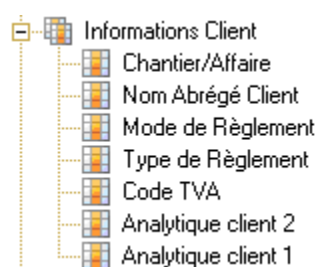 Informations Client
Chantier/Affaire
Nom Abrégé Client
Mode de Règlement
Type de Règlement
Code TVA
Analytique client 2
Analytique client 1